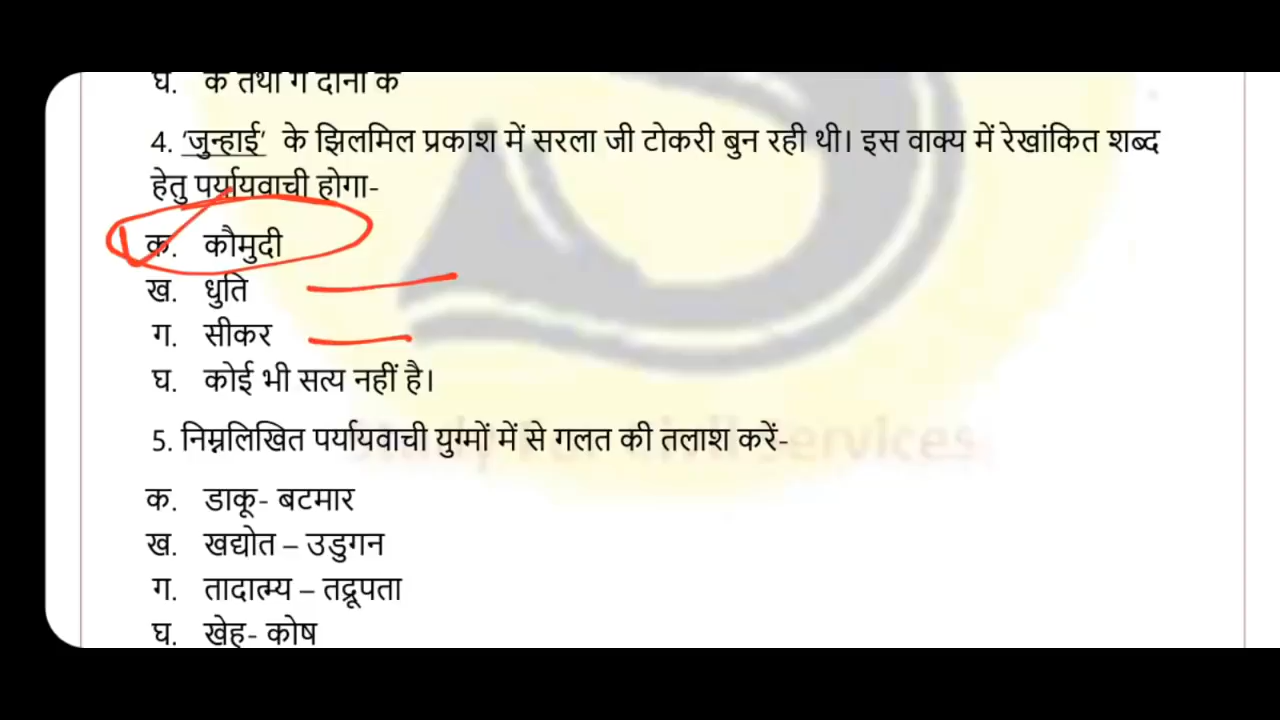 घ. क तथा ग दोनों के
4. ‘जुन्हाई’ के झिलमिल प्रकाश में सरला जी टोकरी बुन रही थी। इस वाक्य में रेखांकित शब्द
हेतु पर्यायवाची होगा-
क. कौमुदी
ख. धुति
ग. सीकर
घ. कोई भी सत्य नहीं है।
5. निम्नलिखित पर्यायवाची युग्मों में से गलत की तलाश करें-
क. डाकू- बटमार
ख. खद्योत – उडुगन
ग. तादात्म्य – तद्रूपता
घ. खेह- कोष